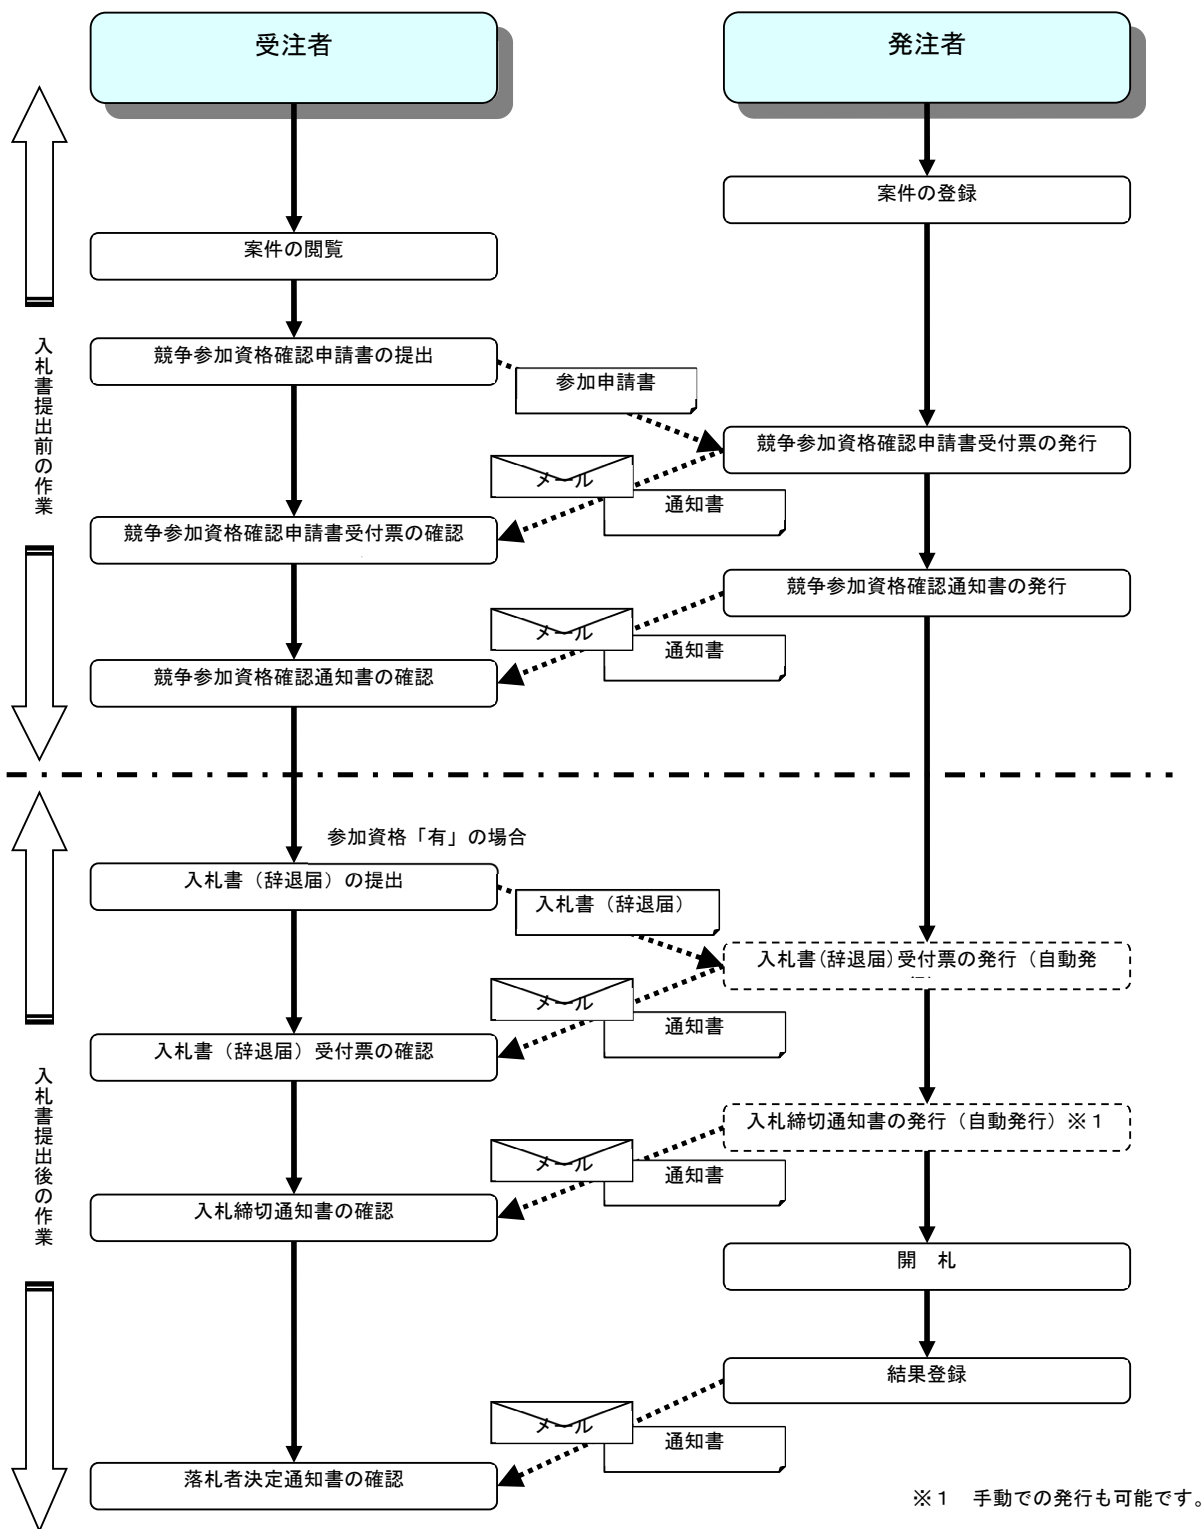 受注者
発注者
案件の登録
案件の閲覧
入札書提出前の作業
競争参加資格確認申請書の提出
参加申請書
競争参加資格確認申請書受付票の発行
メール
通知書
競争参加資格確認申請書受付票の確認
競争参加資格確認通知書の発行
メール
通知書
競争参加資格確認通知書の確認
参加資格「有」の場合
入札書（辞退届）の提出
入札書（辞退届）
入札書(辞退届)受付票の発行（自動発
メール
通知書
入札書（辞退届）受付票の確認
入札書提出後の作業
入札締切通知書の発行（自動発行）※１
メール
通知書
入札締切通知書の確認
開　札
結果登録
メール
通知書
落札者決定通知書の確認
※１　手動での発行も可能です。